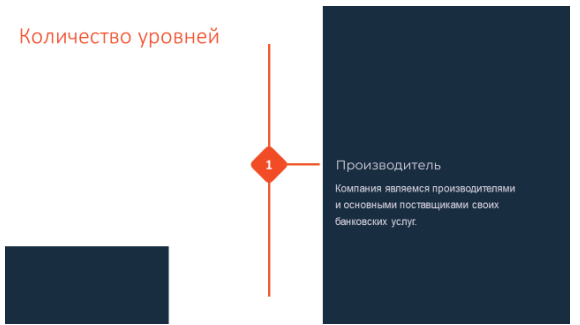 Количество уровней
1
Производитель
Компания являемся производителями
и основными поставщиками своих
банковских услуг.